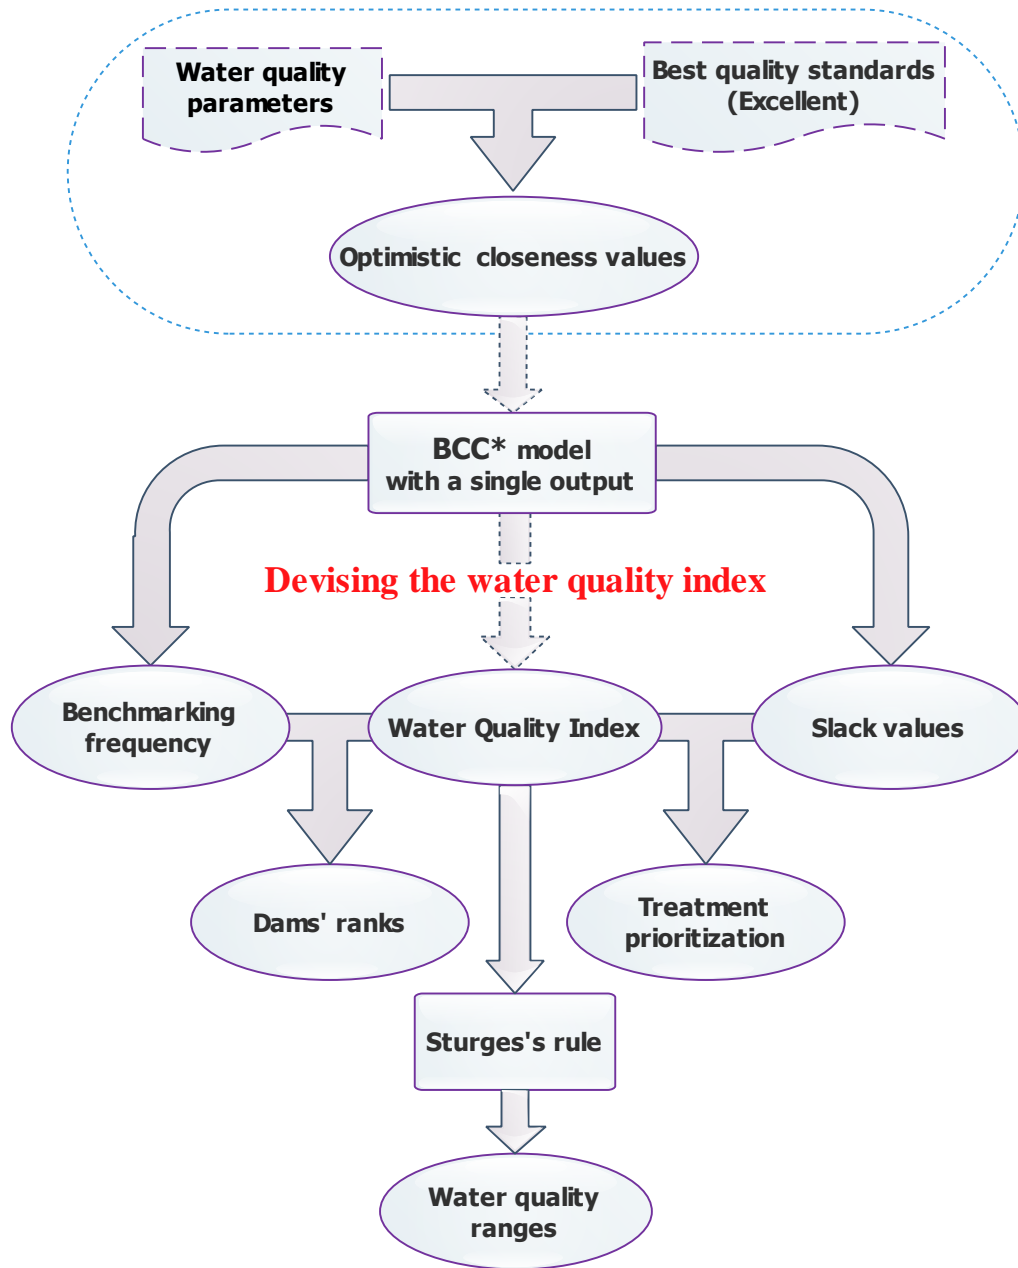 Water quality
parameters
Best quality standards
(Excellent)
Optimistic closeness values
BCC* model
with a single output
Devising the water quality index
Benchmarking
frequency
Water Quality Index
Slack values
Dams' ranks
Treatment
prioritization
Sturges's rule
Water quality
ranges